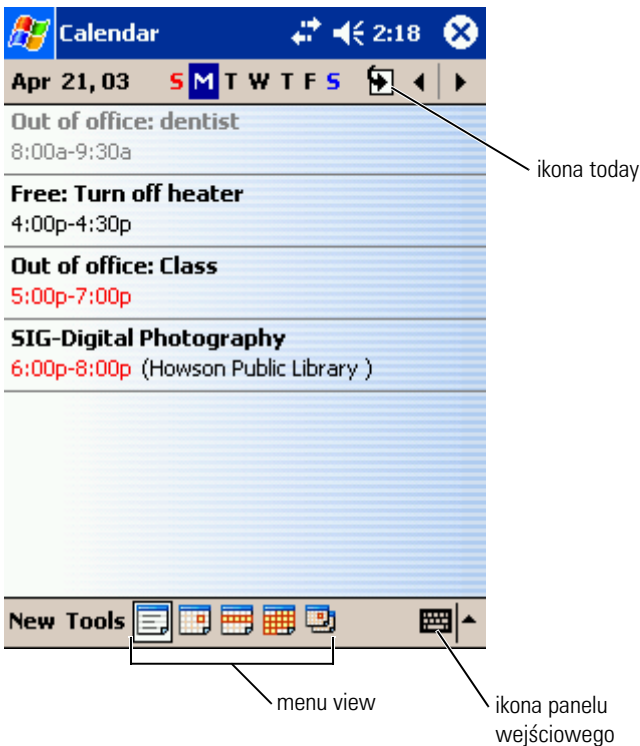 Calendar 2:18
Apr 21, 03 S M T W T F S
Out of office: dentist
8:00a-9:30a
ikona today
Free: Turn off heater
4:00p-4:30p
Out of office: Class
5:00p-7:00p
SIG-Digital Photography
6:00p-8:00p (Howson Public Library )
New Tools
menu view
ikona panelu
wejściowego